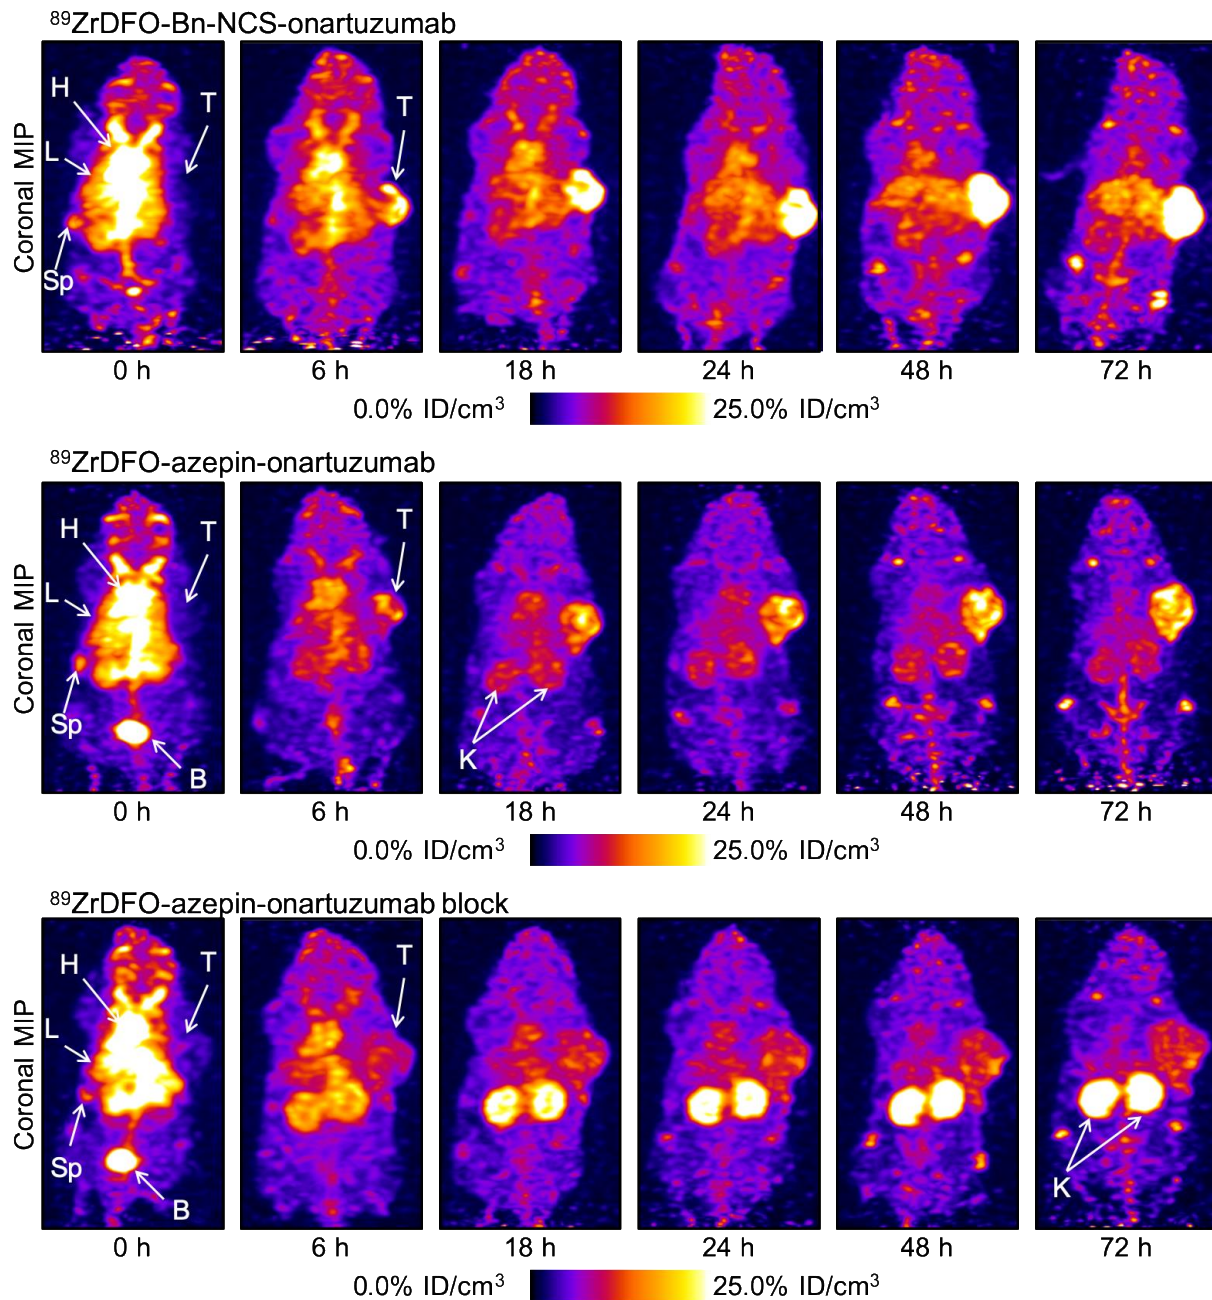 ⁸⁹ZrDFO-Bn-NCS-onartuzumab
Coronal MIP
H
T
L
Sp
T
0 h 6 h 18 h 24 h 48 h 72 h
0.0% ID/cm³ 25.0% ID/cm³
⁸⁹ZrDFO-azepin-onartuzumab
Coronal MIP
H
T
L
Sp
B
T
K
0 h 6 h 18 h 24 h 48 h 72 h
0.0% ID/cm³ 25.0% ID/cm³
⁸⁹ZrDFO-azepin-onartuzumab block
Coronal MIP
H
T
L
Sp
B
T
K
0 h 6 h 18 h 24 h 48 h 72 h
0.0% ID/cm³ 25.0% ID/cm³